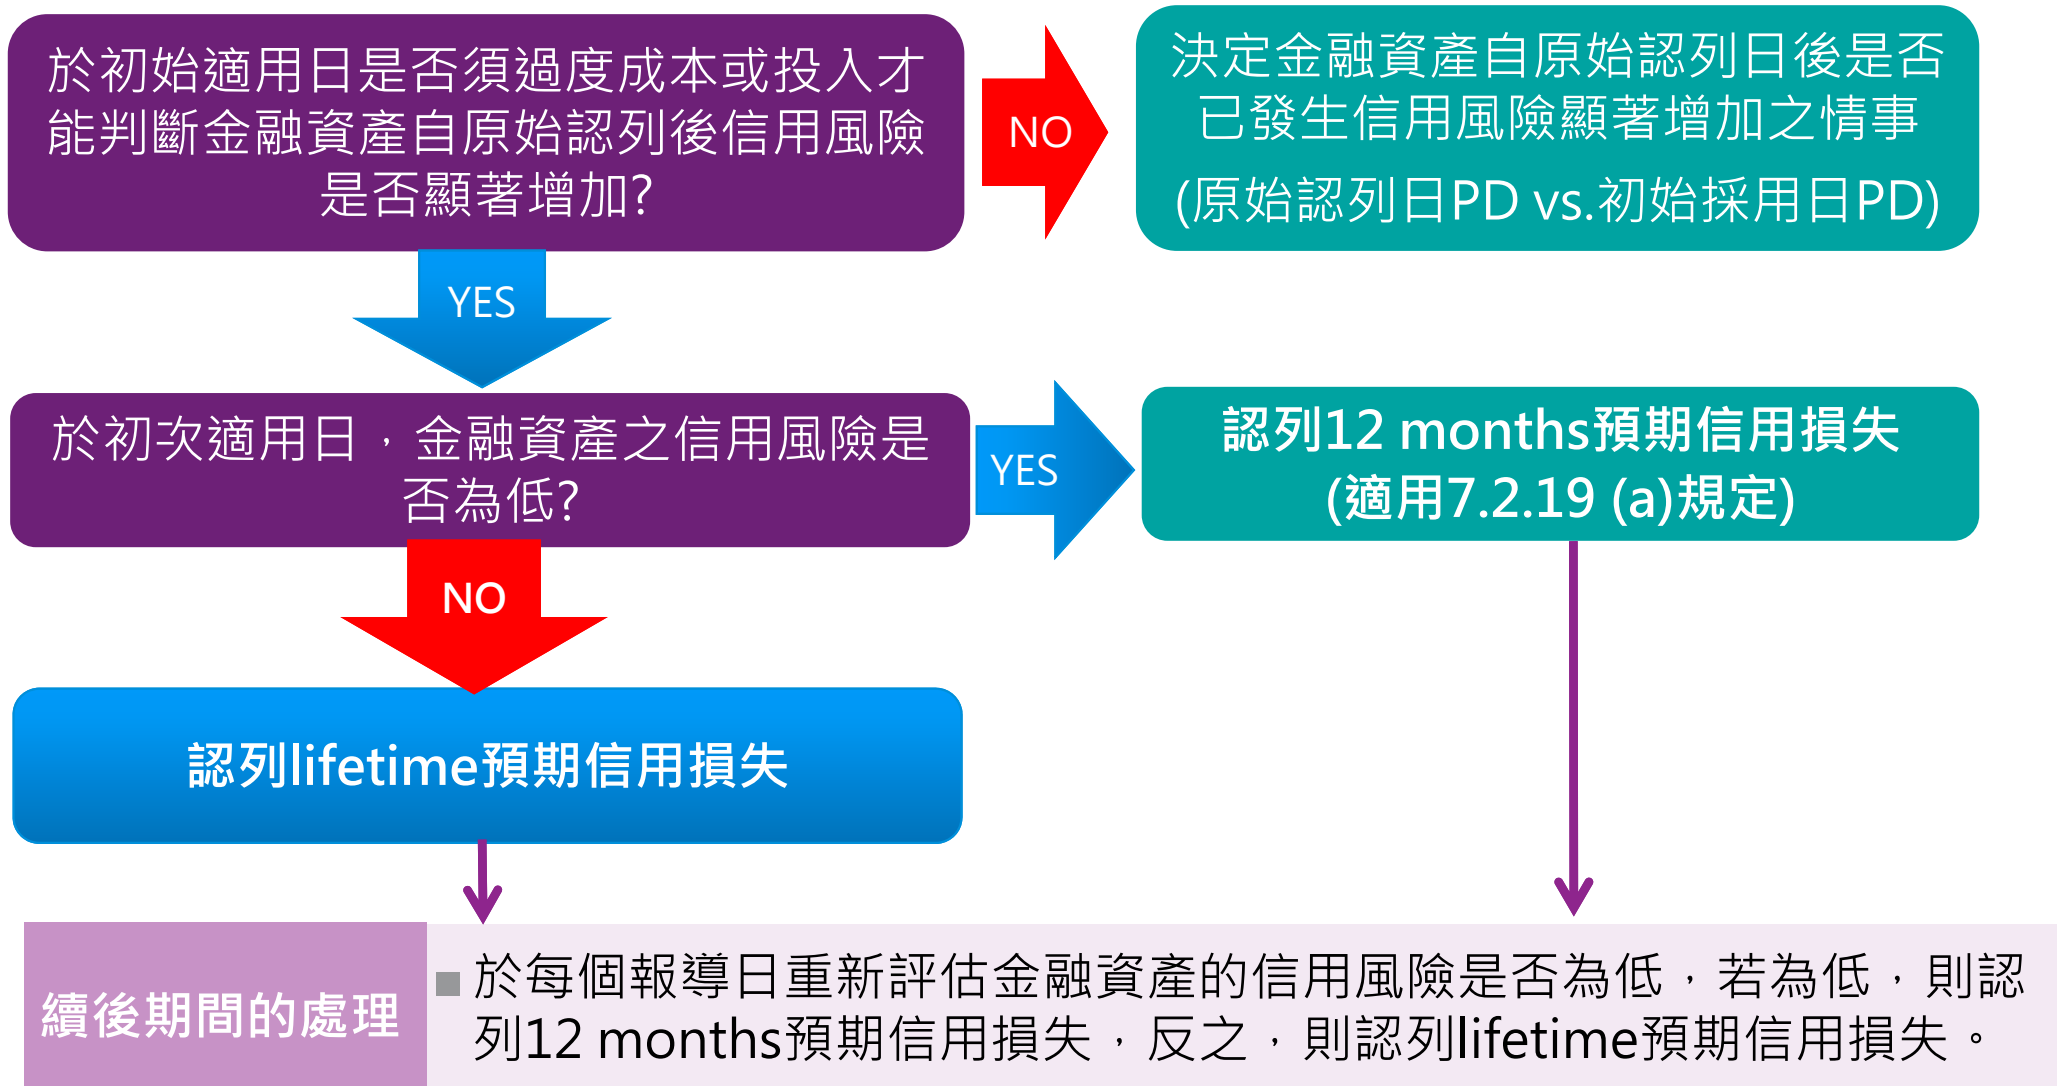 於初始適用日是否須過度成本或投入才
能判斷金融資產自原始認列後信用風險
是否顯著增加?
NO
決定金融資產自原始認列日後是否
已發生信用風險顯著增加之情事
(原始認列日PD vs.初始採用日PD)
YES
於初次適用日，金融資產之信用風險是
否為低?
YES
認列12 months預期信用損失
(適用7.2.19 (a)規定)
NO
認列lifetime預期信用損失
續後期間的處理
於每個報導日重新評估金融資產的信用風險是否為低，若為低，則認
列12 months預期信用損失，反之，則認列lifetime預期信用損失。